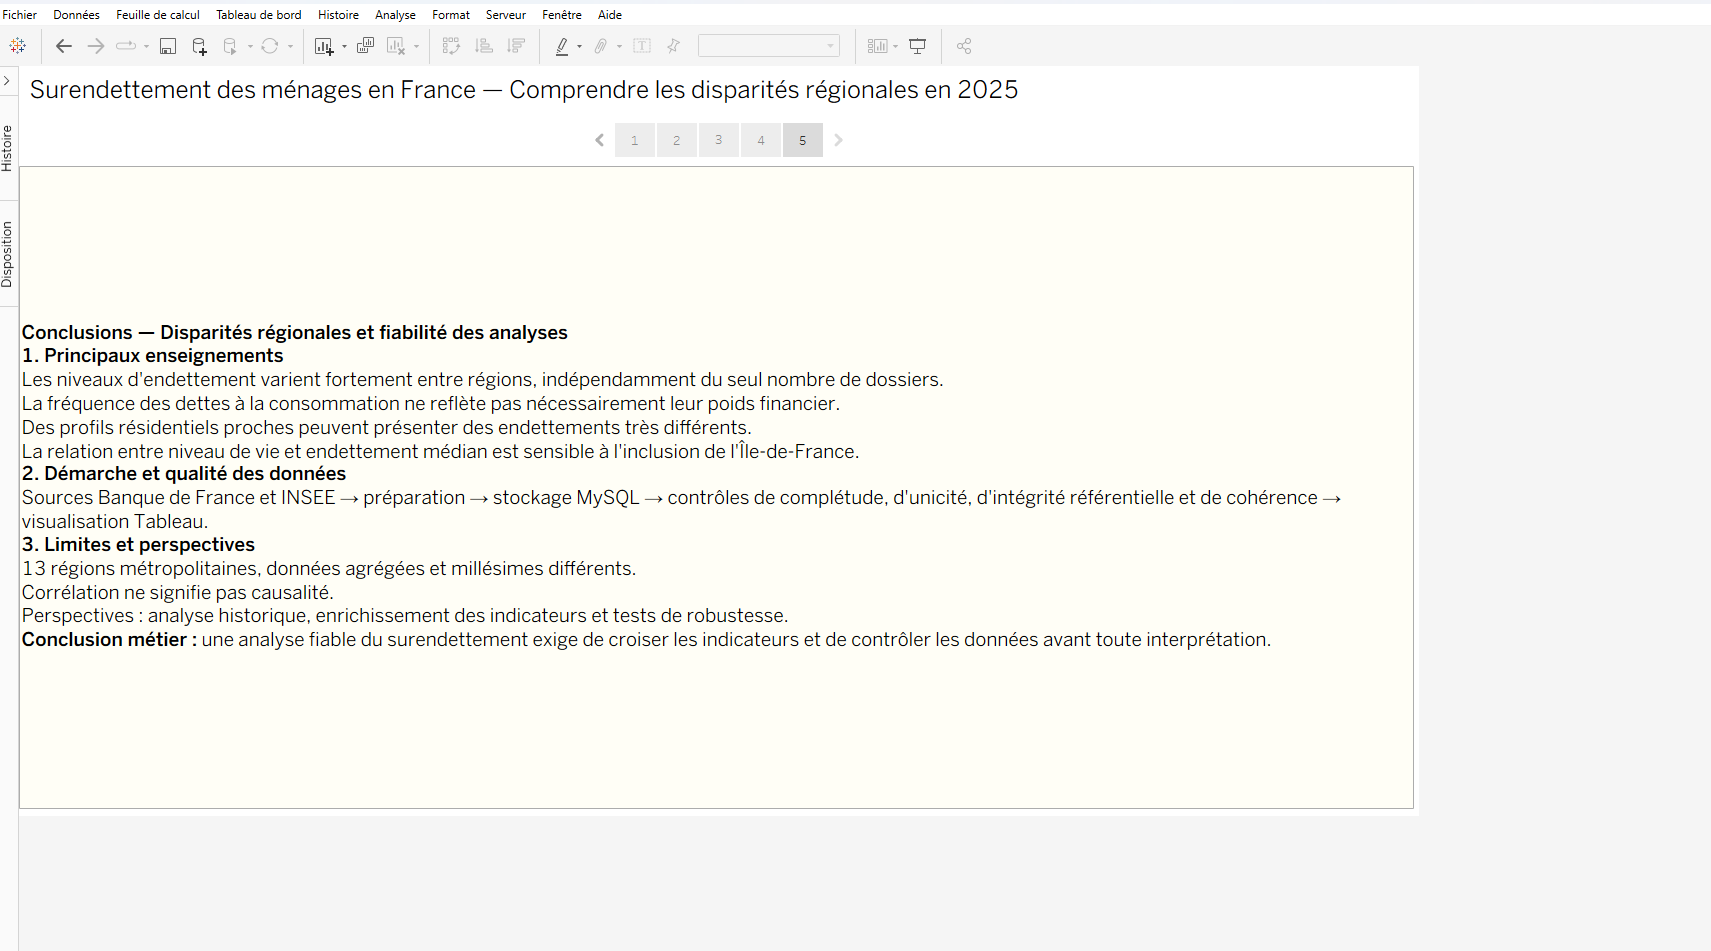 Fichier Données Feuille de calcul Tableau de bord Histoire Analyse Format Serveur Fenêtre Aide
Surendettement des ménages en France — Comprendre les disparités régionales en 2025
1 2 3 4 5
Histoire
Disposition
Conclusions — Disparités régionales et fiabilité des analyses
1. Principaux enseignements
Les niveaux d'endettement varient fortement entre régions, indépendamment du seul nombre de dossiers.
La fréquence des dettes à la consommation ne reflète pas nécessairement leur poids financier.
Des profils résidentiels proches peuvent présenter des endettements très différents.
La relation entre niveau de vie et endettement médian est sensible à l'inclusion de l'Île-de-France.
2. Démarche et qualité des données
Sources Banque de France et INSEE → préparation → stockage MySQL → contrôles de complétude, d'unicité, d'intégrité référentielle et de cohérence →
visualisation Tableau.
3. Limites et perspectives
13 régions métropolitaines, données agrégées et millésimes différents.
Corrélation ne signifie pas causalité.
Perspectives : analyse historique, enrichissement des indicateurs et tests de robustesse.
Conclusion métier : une analyse fiable du surendettement exige de croiser les indicateurs et de contrôler les données avant toute interprétation.